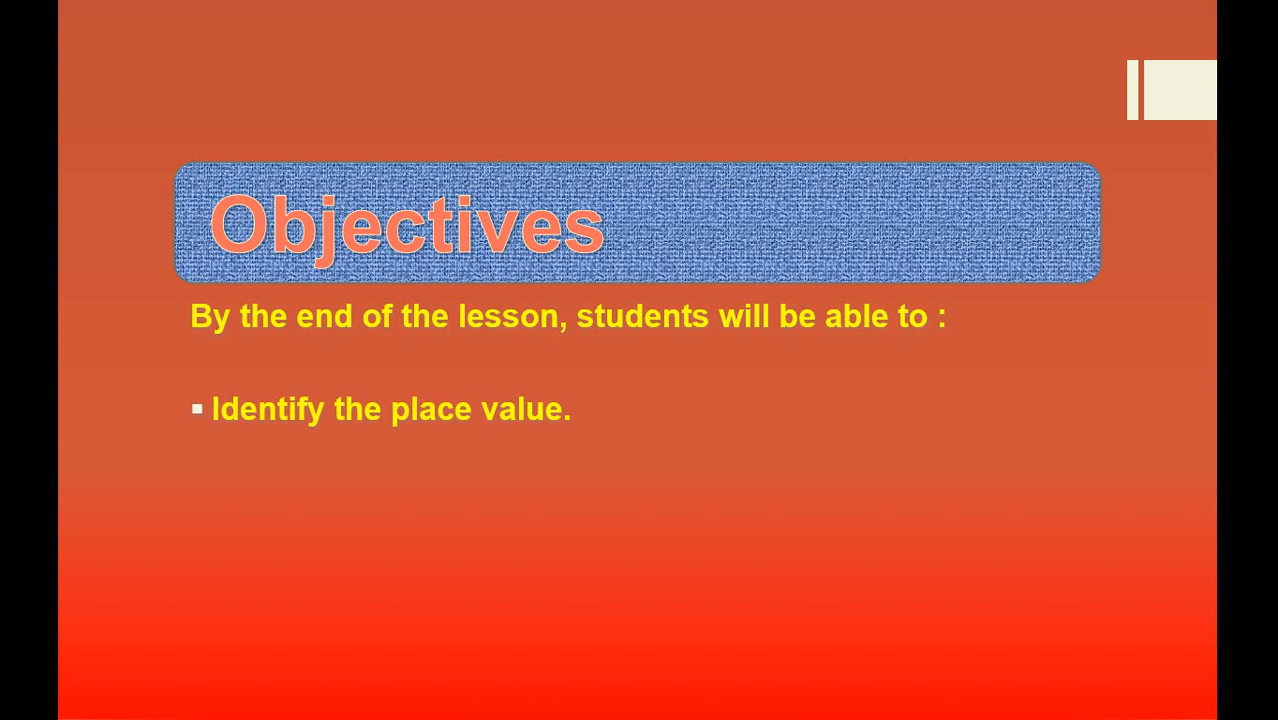 Objectives
By the end of the lesson, students will be able to :
Identify the place value.